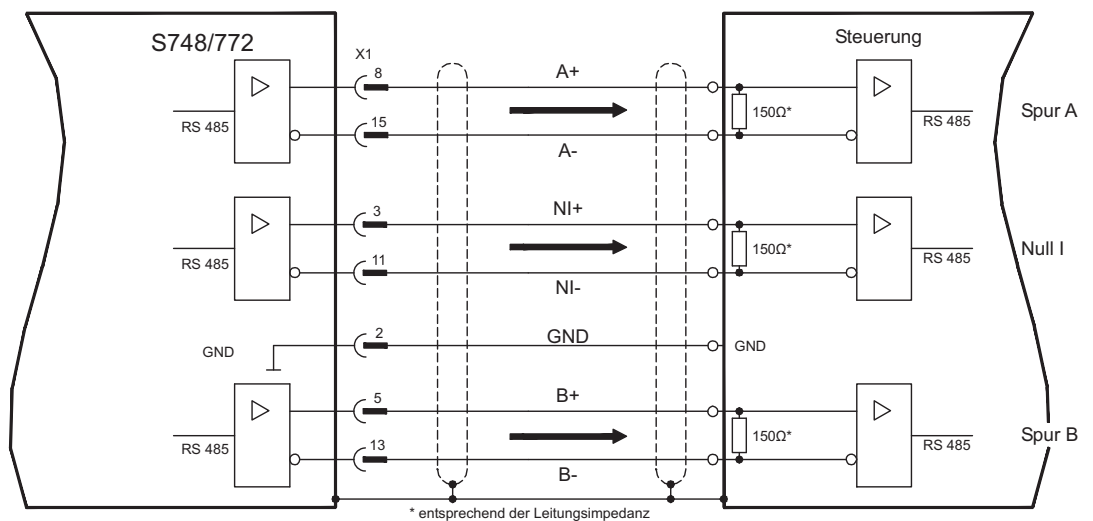 S748/772
Steuerung
X1
8
A+
150Ω*
RS 485
RS 485
Spur A
15
A-
3
NI+
150Ω*
RS 485
RS 485
Null I
11
NI-
2
GND
GND
GND
5
B+
150Ω*
RS 485
RS 485
Spur B
13
B-
* entsprechend der Leitungsimpedanz